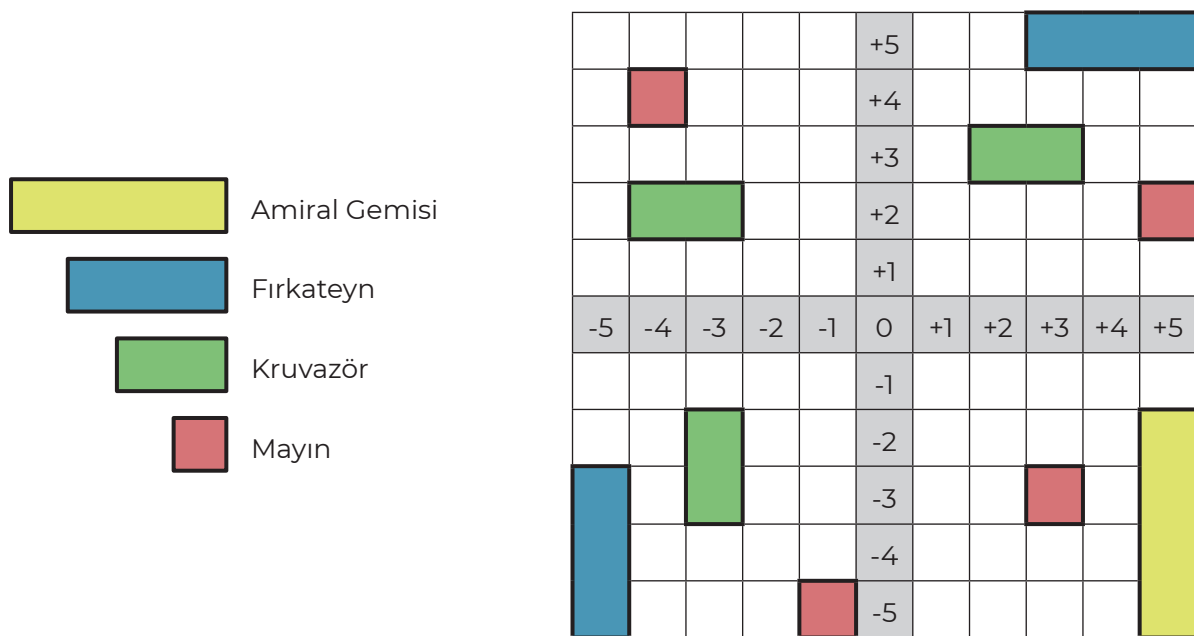 Amiral Gemisi
Fırkateyn
Kruvazör
Mayın
+5
+4
+3
+2
+1
-5 -4 -3 -2 -1 0 +1 +2 +3 +4 +5
-1
-2
-3
-4
-5